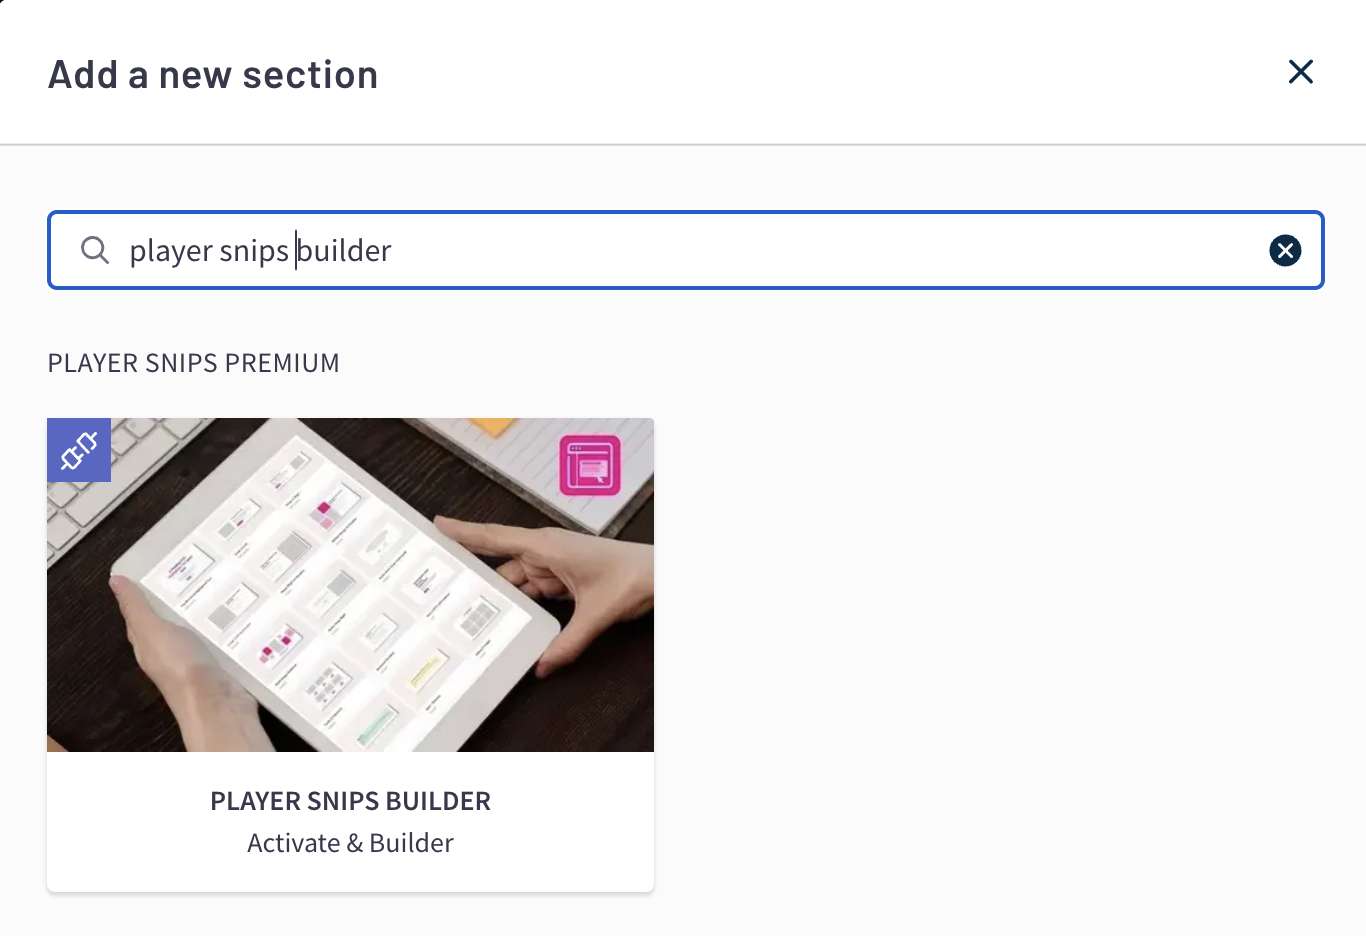 Add a new section
player snips builder
PLAYER SNIPS PREMIUM
PLAYER SNIPS BUILDER
Activate & Builder